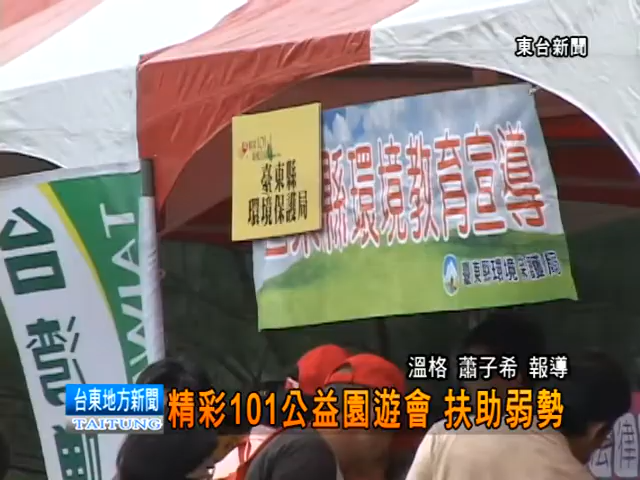 東台新聞
臺東縣
環境保護局
縣環境教育宣導
臺東縣環境保護局
台灣
TAIW
溫格 蕭子希 報導
台東地方新聞
TAITUNG
精彩101公益園遊會 扶助弱勢
法律